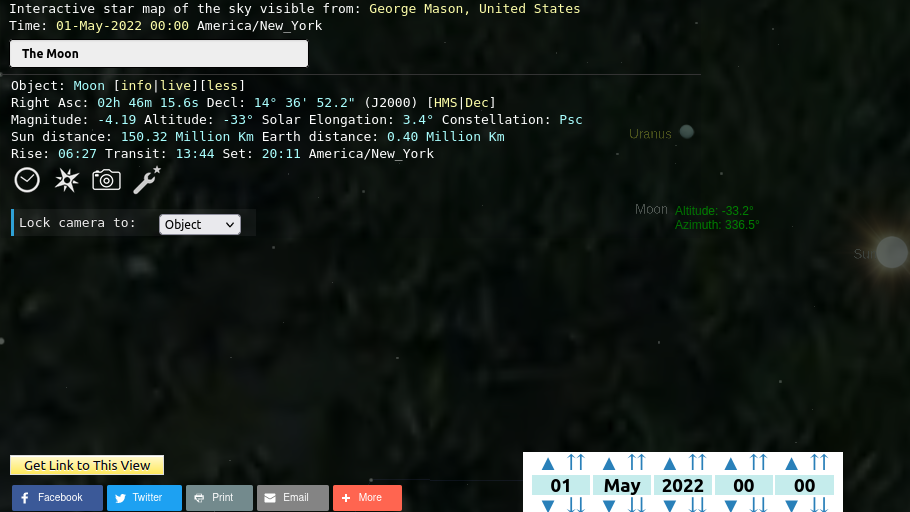 Interactive star map of the sky visible from: George Mason, United States
Time: 01-May-2022 00:00 America/New_York
The Moon
Object: Moon [info|live][less]
Right Asc: 02h 46m 15.6s Decl: 14° 36' 52.2" (J2000) [HMS|Dec]
Magnitude: -4.19 Altitude: -33° Solar Elongation: 3.4° Constellation: Psc
Sun distance: 150.32 Million Km Earth distance: 0.40 Million Km
Uranus
Rise: 06:27 Transit: 13:44 Set: 20:11 America/New_York
Moon Altitude: -33.2°
Azimuth: 336.5°
Lock camera to: Object
Sun
Get Link to This View
01 May 2022 00 00
Facebook Twitter Print Email More